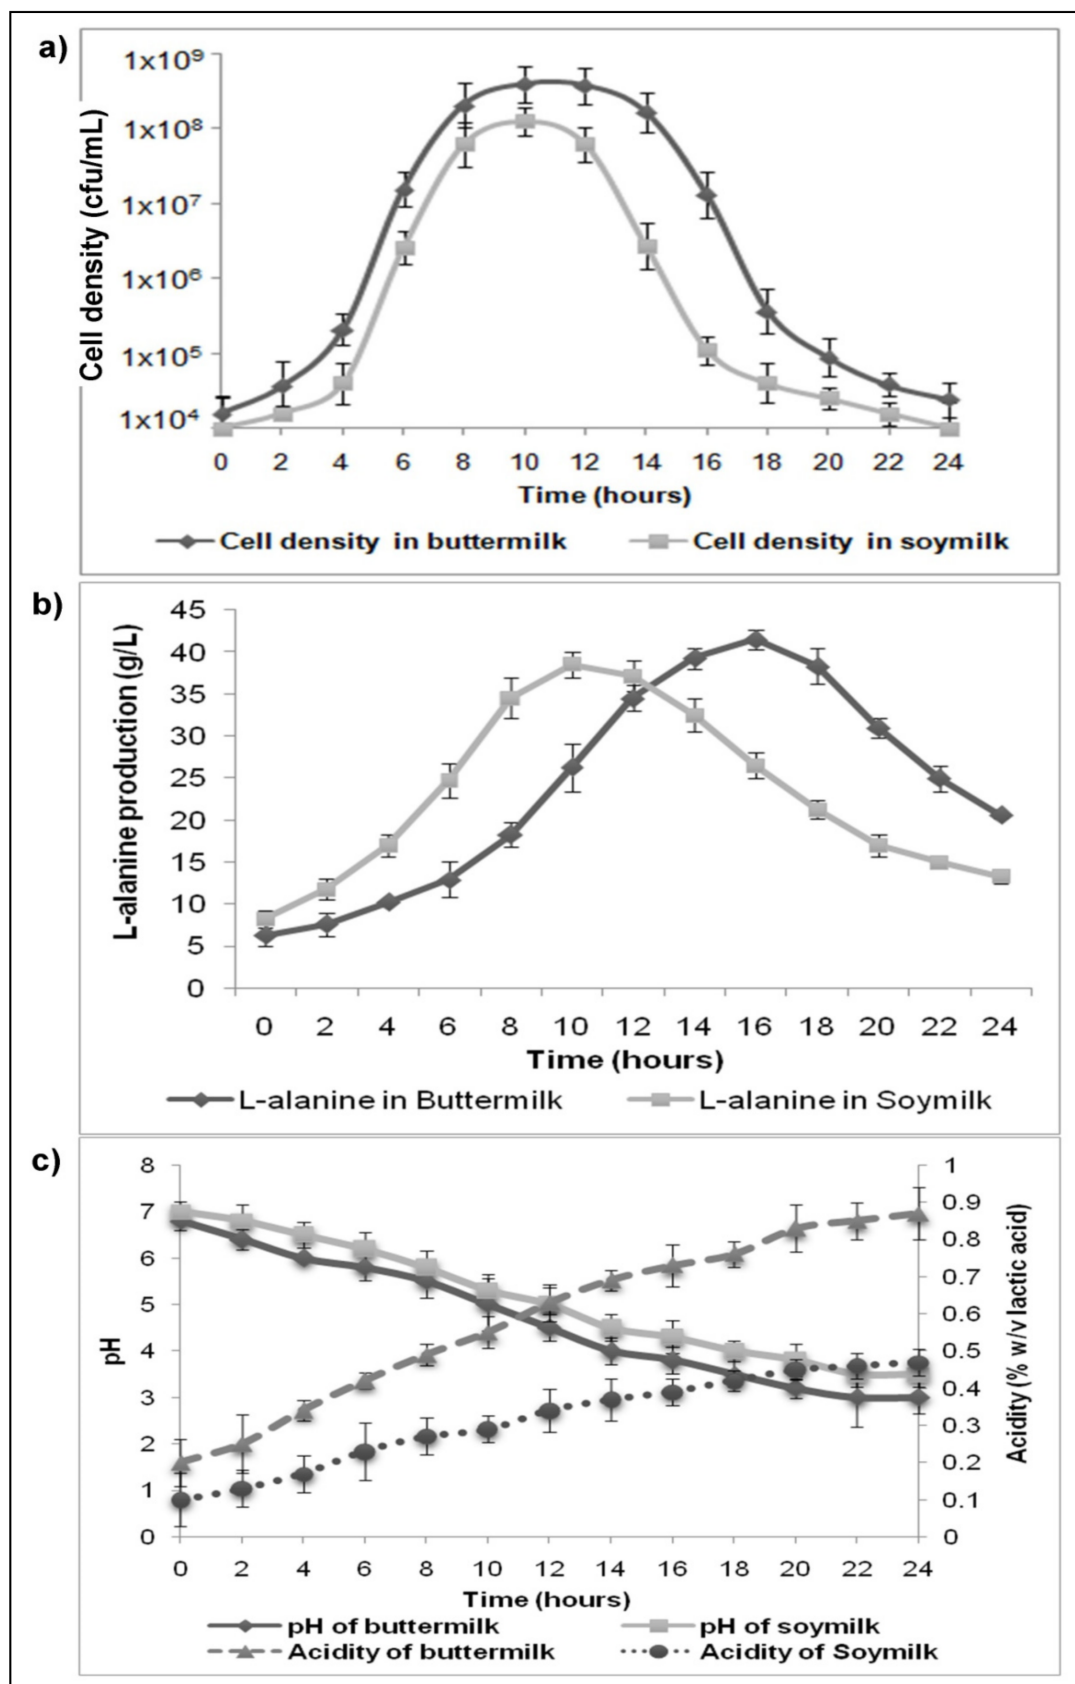 a)
1x10⁹
1x10⁸
1x10⁷
1x10⁶
1x10⁵
1x10⁴
Cell density (cfu/mL)
0 2 4 6 8 10 12 14 16 18 20 22 24
Time (hours)
Cell density in buttermilk Cell density in soymilk
b)
45
40
35
30
25
20
15
10
5
0
L-alanine production (g/L)
0 2 4 6 8 10 12 14 16 18 20 22 24
Time (hours)
L-alanine in Buttermilk L-alanine in Soymilk
c)
8
7
6
5
4
3
2
1
0
pH
1
0.9
0.8
0.7
0.6
0.5
0.4
0.3
0.2
0.1
0
Acidity (% w/v lactic acid)
0 2 4 6 8 10 12 14 16 18 20 22 24
Time (hours)
pH of buttermilk pH of soymilk
Acidity of buttermilk Acidity of Soymilk